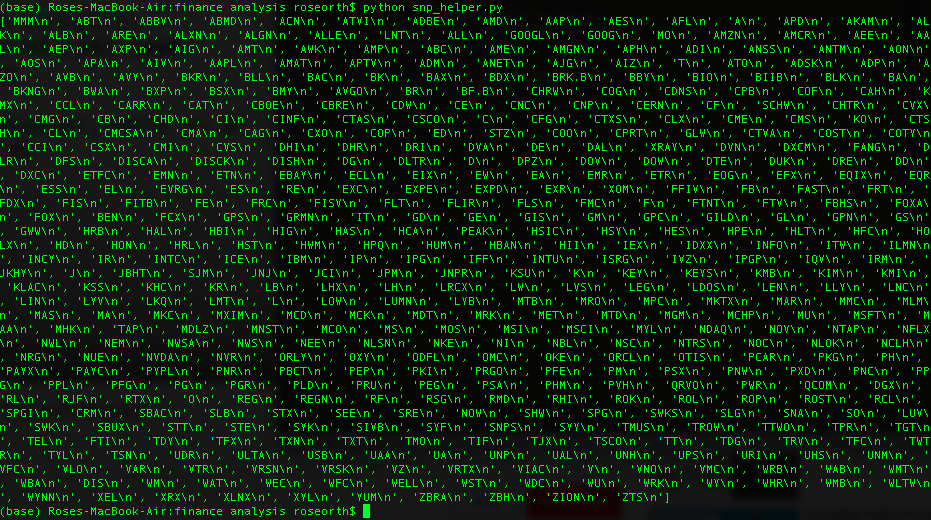 (base) Roses-MacBook-Air:finance analysis roseorth$ python snp_helper.py
['MMM\n', 'ABT\n', 'ABBV\n', 'ABMD\n', 'ACN\n', 'ATVI\n', 'ADBE\n', 'AMD\n', 'AAP\n', 'AES\n', 'AFL\n', 'A\n', 'APD\n', 'AKAM\n', 'AL
K\n', 'ALB\n', 'ARE\n', 'ALXN\n', 'ALGN\n', 'ALLE\n', 'LNT\n', 'ALL\n', 'GOOGL\n', 'GOOG\n', 'MO\n', 'AMZN\n', 'AMCR\n', 'AEE\n', 'AA
L\n', 'AEP\n', 'AXP\n', 'AIG\n', 'AMT\n', 'AWK\n', 'AMP\n', 'ABC\n', 'AME\n', 'AMGN\n', 'APH\n', 'ADI\n', 'ANSS\n', 'ANTM\n', 'AON\n'
, 'AOS\n', 'APA\n', 'AIV\n', 'AAPL\n', 'AMAT\n', 'APTV\n', 'ADM\n', 'ANET\n', 'AJG\n', 'AIZ\n', 'T\n', 'ATO\n', 'ADSK\n', 'ADP\n', 'A
ZO\n', 'AVB\n', 'AVY\n', 'BKR\n', 'BLL\n', 'BAC\n', 'BK\n', 'BAX\n', 'BDX\n', 'BRK.B\n', 'BBY\n', 'BIO\n', 'BIIB\n', 'BLK\n', 'BA\n',
'BKNG\n', 'BWA\n', 'BXP\n', 'BSX\n', 'BMY\n', 'AVGO\n', 'BR\n', 'BF.B\n', 'CHRW\n', 'COG\n', 'CDNS\n', 'CPB\n', 'COF\n', 'CAH\n', 'K
MX\n', 'CCL\n', 'CARR\n', 'CAT\n', 'CBOE\n', 'CBRE\n', 'CDW\n', 'CE\n', 'CNC\n', 'CNP\n', 'CERN\n', 'CF\n', 'SCHW\n', 'CHTR\n', 'CVX\
n', 'CMG\n', 'CB\n', 'CHD\n', 'CI\n', 'CINF\n', 'CTAS\n', 'CSCO\n', 'C\n', 'CFG\n', 'CTXS\n', 'CLX\n', 'CME\n', 'CMS\n', 'KO\n', 'CTS
H\n', 'CL\n', 'CMCSA\n', 'CMA\n', 'CAG\n', 'CXO\n', 'COP\n', 'ED\n', 'STZ\n', 'COO\n', 'CPRT\n', 'GLW\n', 'CTVA\n', 'COST\n', 'COTY\n
', 'CCI\n', 'CSX\n', 'CMI\n', 'CVS\n', 'DHI\n', 'DHR\n', 'DRI\n', 'DVA\n', 'DE\n', 'DAL\n', 'XRAY\n', 'DVN\n', 'DXCM\n', 'FANG\n', 'D
LR\n', 'DFS\n', 'DISCA\n', 'DISCK\n', 'DISH\n', 'DG\n', 'DLTR\n', 'D\n', 'DPZ\n', 'DOV\n', 'DOW\n', 'DTE\n', 'DUK\n', 'DRE\n', 'DD\n'
, 'DXC\n', 'ETFC\n', 'EMN\n', 'ETN\n', 'EBAY\n', 'ECL\n', 'EIX\n', 'EW\n', 'EA\n', 'EMR\n', 'ETR\n', 'EOG\n', 'EFX\n', 'EQIX\n', 'EQR
\n', 'ESS\n', 'EL\n', 'EVRG\n', 'ES\n', 'RE\n', 'EXC\n', 'EXPE\n', 'EXPD\n', 'EXR\n', 'XOM\n', 'FFIV\n', 'FB\n', 'FAST\n', 'FRT\n', '
FDX\n', 'FIS\n', 'FITB\n', 'FE\n', 'FRC\n', 'FISV\n', 'FLT\n', 'FLIR\n', 'FLS\n', 'FMC\n', 'F\n', 'FTNT\n', 'FTV\n', 'FBHS\n', 'FOXA\
n', 'FOX\n', 'BEN\n', 'FCX\n', 'GPS\n', 'GRMN\n', 'IT\n', 'GD\n', 'GE\n', 'GIS\n', 'GM\n', 'GPC\n', 'GILD\n', 'GL\n', 'GPN\n', 'GS\n'
, 'GWW\n', 'HRB\n', 'HAL\n', 'HBI\n', 'HIG\n', 'HAS\n', 'HCA\n', 'PEAK\n', 'HSIC\n', 'HSY\n', 'HES\n', 'HPE\n', 'HLT\n', 'HFC\n', 'HO
LX\n', 'HD\n', 'HON\n', 'HRL\n', 'HST\n', 'HWM\n', 'HPQ\n', 'HUM\n', 'HBAN\n', 'HII\n', 'IEX\n', 'IDXX\n', 'INFO\n', 'ITW\n', 'ILMN\n
', 'INCY\n', 'IR\n', 'INTC\n', 'ICE\n', 'IBM\n', 'IP\n', 'IPG\n', 'IFF\n', 'INTU\n', 'ISRG\n', 'IVZ\n', 'IPGP\n', 'IQV\n', 'IRM\n', '
JKHY\n', 'J\n', 'JBHT\n', 'SJM\n', 'JNJ\n', 'JCI\n', 'JPM\n', 'JNPR\n', 'KSU\n', 'K\n', 'KEY\n', 'KEYS\n', 'KMB\n', 'KIM\n', 'KMI\n',
'KLAC\n', 'KSS\n', 'KHC\n', 'KR\n', 'LB\n', 'LHX\n', 'LH\n', 'LRCX\n', 'LW\n', 'LVS\n', 'LEG\n', 'LDOS\n', 'LEN\n', 'LLY\n', 'LNC\n'
, 'LIN\n', 'LYV\n', 'LKQ\n', 'LMT\n', 'L\n', 'LOW\n', 'LUMN\n', 'LYB\n', 'MTB\n', 'MRO\n', 'MPC\n', 'MKTX\n', 'MAR\n', 'MMC\n', 'MLM\
n', 'MAS\n', 'MA\n', 'MKC\n', 'MXIM\n', 'MCD\n', 'MCK\n', 'MDT\n', 'MRK\n', 'MET\n', 'MTD\n', 'MGM\n', 'MCHP\n', 'MU\n', 'MSFT\n', 'M
AA\n', 'MHK\n', 'TAP\n', 'MDLZ\n', 'MNST\n', 'MCO\n', 'MS\n', 'MOS\n', 'MSI\n', 'MSCI\n', 'MYL\n', 'NDAQ\n', 'NOV\n', 'NTAP\n', 'NFLX
\n', 'NWL\n', 'NEM\n', 'NWSA\n', 'NWS\n', 'NEE\n', 'NLSN\n', 'NKE\n', 'NI\n', 'NBL\n', 'NSC\n', 'NTRS\n', 'NOC\n', 'NLOK\n', 'NCLH\n'
, 'NRG\n', 'NUE\n', 'NVDA\n', 'NVR\n', 'ORLY\n', 'OXY\n', 'ODFL\n', 'OMC\n', 'OKE\n', 'ORCL\n', 'OTIS\n', 'PCAR\n', 'PKG\n', 'PH\n',
'PAYX\n', 'PAYC\n', 'PYPL\n', 'PNR\n', 'PBCT\n', 'PEP\n', 'PKI\n', 'PRGO\n', 'PFE\n', 'PM\n', 'PSX\n', 'PNW\n', 'PXD\n', 'PNC\n', 'PP
G\n', 'PPL\n', 'PFG\n', 'PG\n', 'PGR\n', 'PLD\n', 'PRU\n', 'PEG\n', 'PSA\n', 'PHM\n', 'PVH\n', 'QRVO\n', 'PWR\n', 'QCOM\n', 'DGX\n',
'RL\n', 'RJF\n', 'RTX\n', 'O\n', 'REG\n', 'REGN\n', 'RF\n', 'RSG\n', 'RMD\n', 'RHI\n', 'ROK\n', 'ROL\n', 'ROP\n', 'ROST\n', 'RCL\n',
'SPGI\n', 'CRM\n', 'SBAC\n', 'SLB\n', 'STX\n', 'SEE\n', 'SRE\n', 'NOW\n', 'SHW\n', 'SPG\n', 'SWKS\n', 'SLG\n', 'SNA\n', 'SO\n', 'LUV\
n', 'SWK\n', 'SBUX\n', 'STT\n', 'STE\n', 'SYK\n', 'SIVB\n', 'SYF\n', 'SNPS\n', 'SYY\n', 'TMUS\n', 'TROW\n', 'TTWO\n', 'TPR\n', 'TGT\n
', 'TEL\n', 'FTI\n', 'TDY\n', 'TFX\n', 'TXN\n', 'TXT\n', 'TMO\n', 'TIF\n', 'TJX\n', 'TSCO\n', 'TT\n', 'TDG\n', 'TRV\n', 'TFC\n', 'TWT
R\n', 'TYL\n', 'TSN\n', 'UDR\n', 'ULTA\n', 'USB\n', 'UAA\n', 'UA\n', 'UNP\n', 'UAL\n', 'UNH\n', 'UPS\n', 'URI\n', 'UHS\n', 'UNM\n', '
VFC\n', 'VLO\n', 'VAR\n', 'VTR\n', 'VRSN\n', 'VRSK\n', 'VZ\n', 'VRTX\n', 'VIAC\n', 'V\n', 'VNO\n', 'VMC\n', 'WRB\n', 'WAB\n', 'WMT\n'
, 'WBA\n', 'DIS\n', 'WM\n', 'WAT\n', 'WEC\n', 'WFC\n', 'WELL\n', 'WST\n', 'WDC\n', 'WU\n', 'WRK\n', 'WY\n', 'WHR\n', 'WMB\n', 'WLTW\n
', 'WYNN\n', 'XEL\n', 'XRX\n', 'XLNX\n', 'XYL\n', 'YUM\n', 'ZBRA\n', 'ZBH\n', 'ZION\n', 'ZTS\n']
(base) Roses-MacBook-Air:finance analysis roseorth$